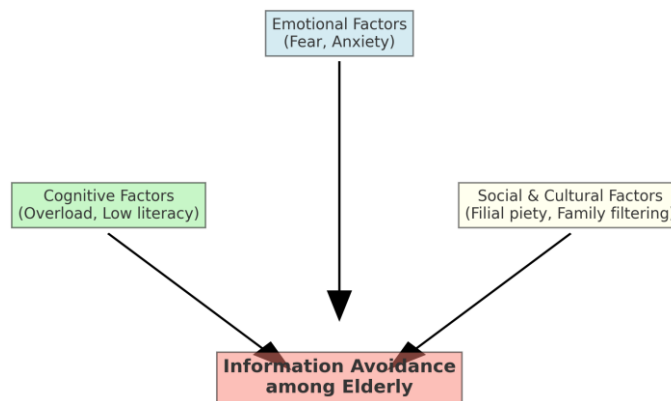 Emotional Factors
(Fear, Anxiety)
Cognitive Factors
(Overload, Low literacy)
Social & Cultural Factors
(Filial piety, Family filtering)
Information Avoidance
among Elderly